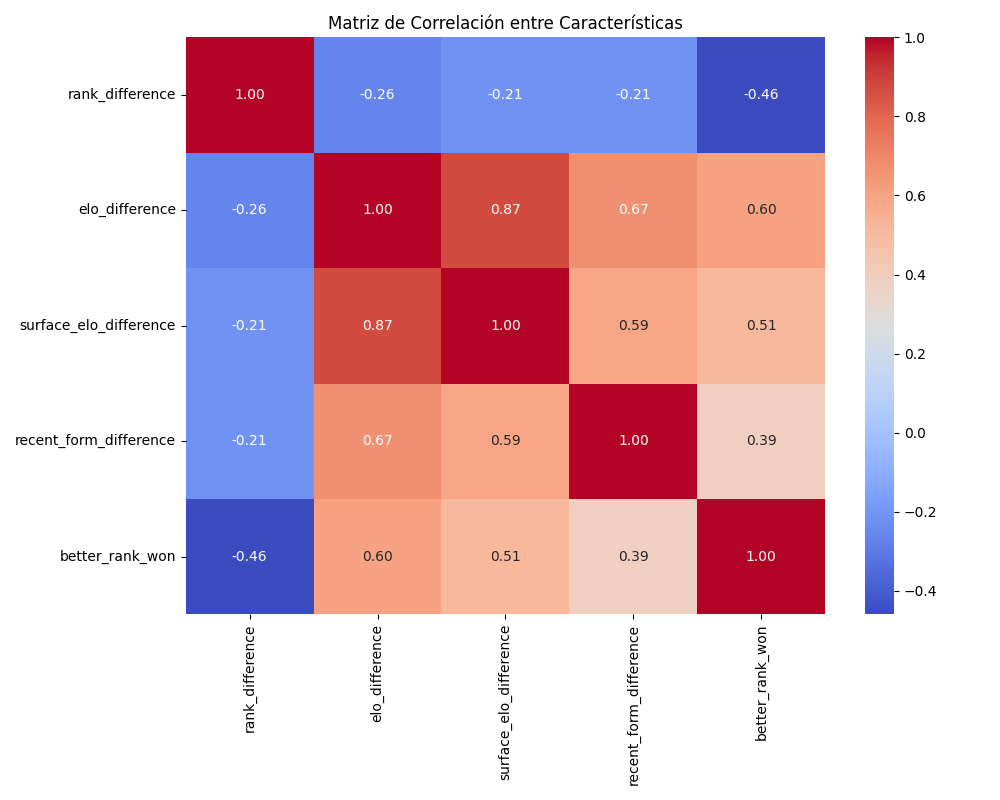 Matriz de Correlación entre Características
rank_difference 1.00 -0.26 -0.21 -0.21 -0.46
elo_difference -0.26 1.00 0.87 0.67 0.60
surface_elo_difference -0.21 0.87 1.00 0.59 0.51
recent_form_difference -0.21 0.67 0.59 1.00 0.39
better_rank_won -0.46 0.60 0.51 0.39 1.00
rank_difference
elo_difference
surface_elo_difference
recent_form_difference
better_rank_won
1.0
0.8
0.6
0.4
0.2
0.0
−0.2
−0.4